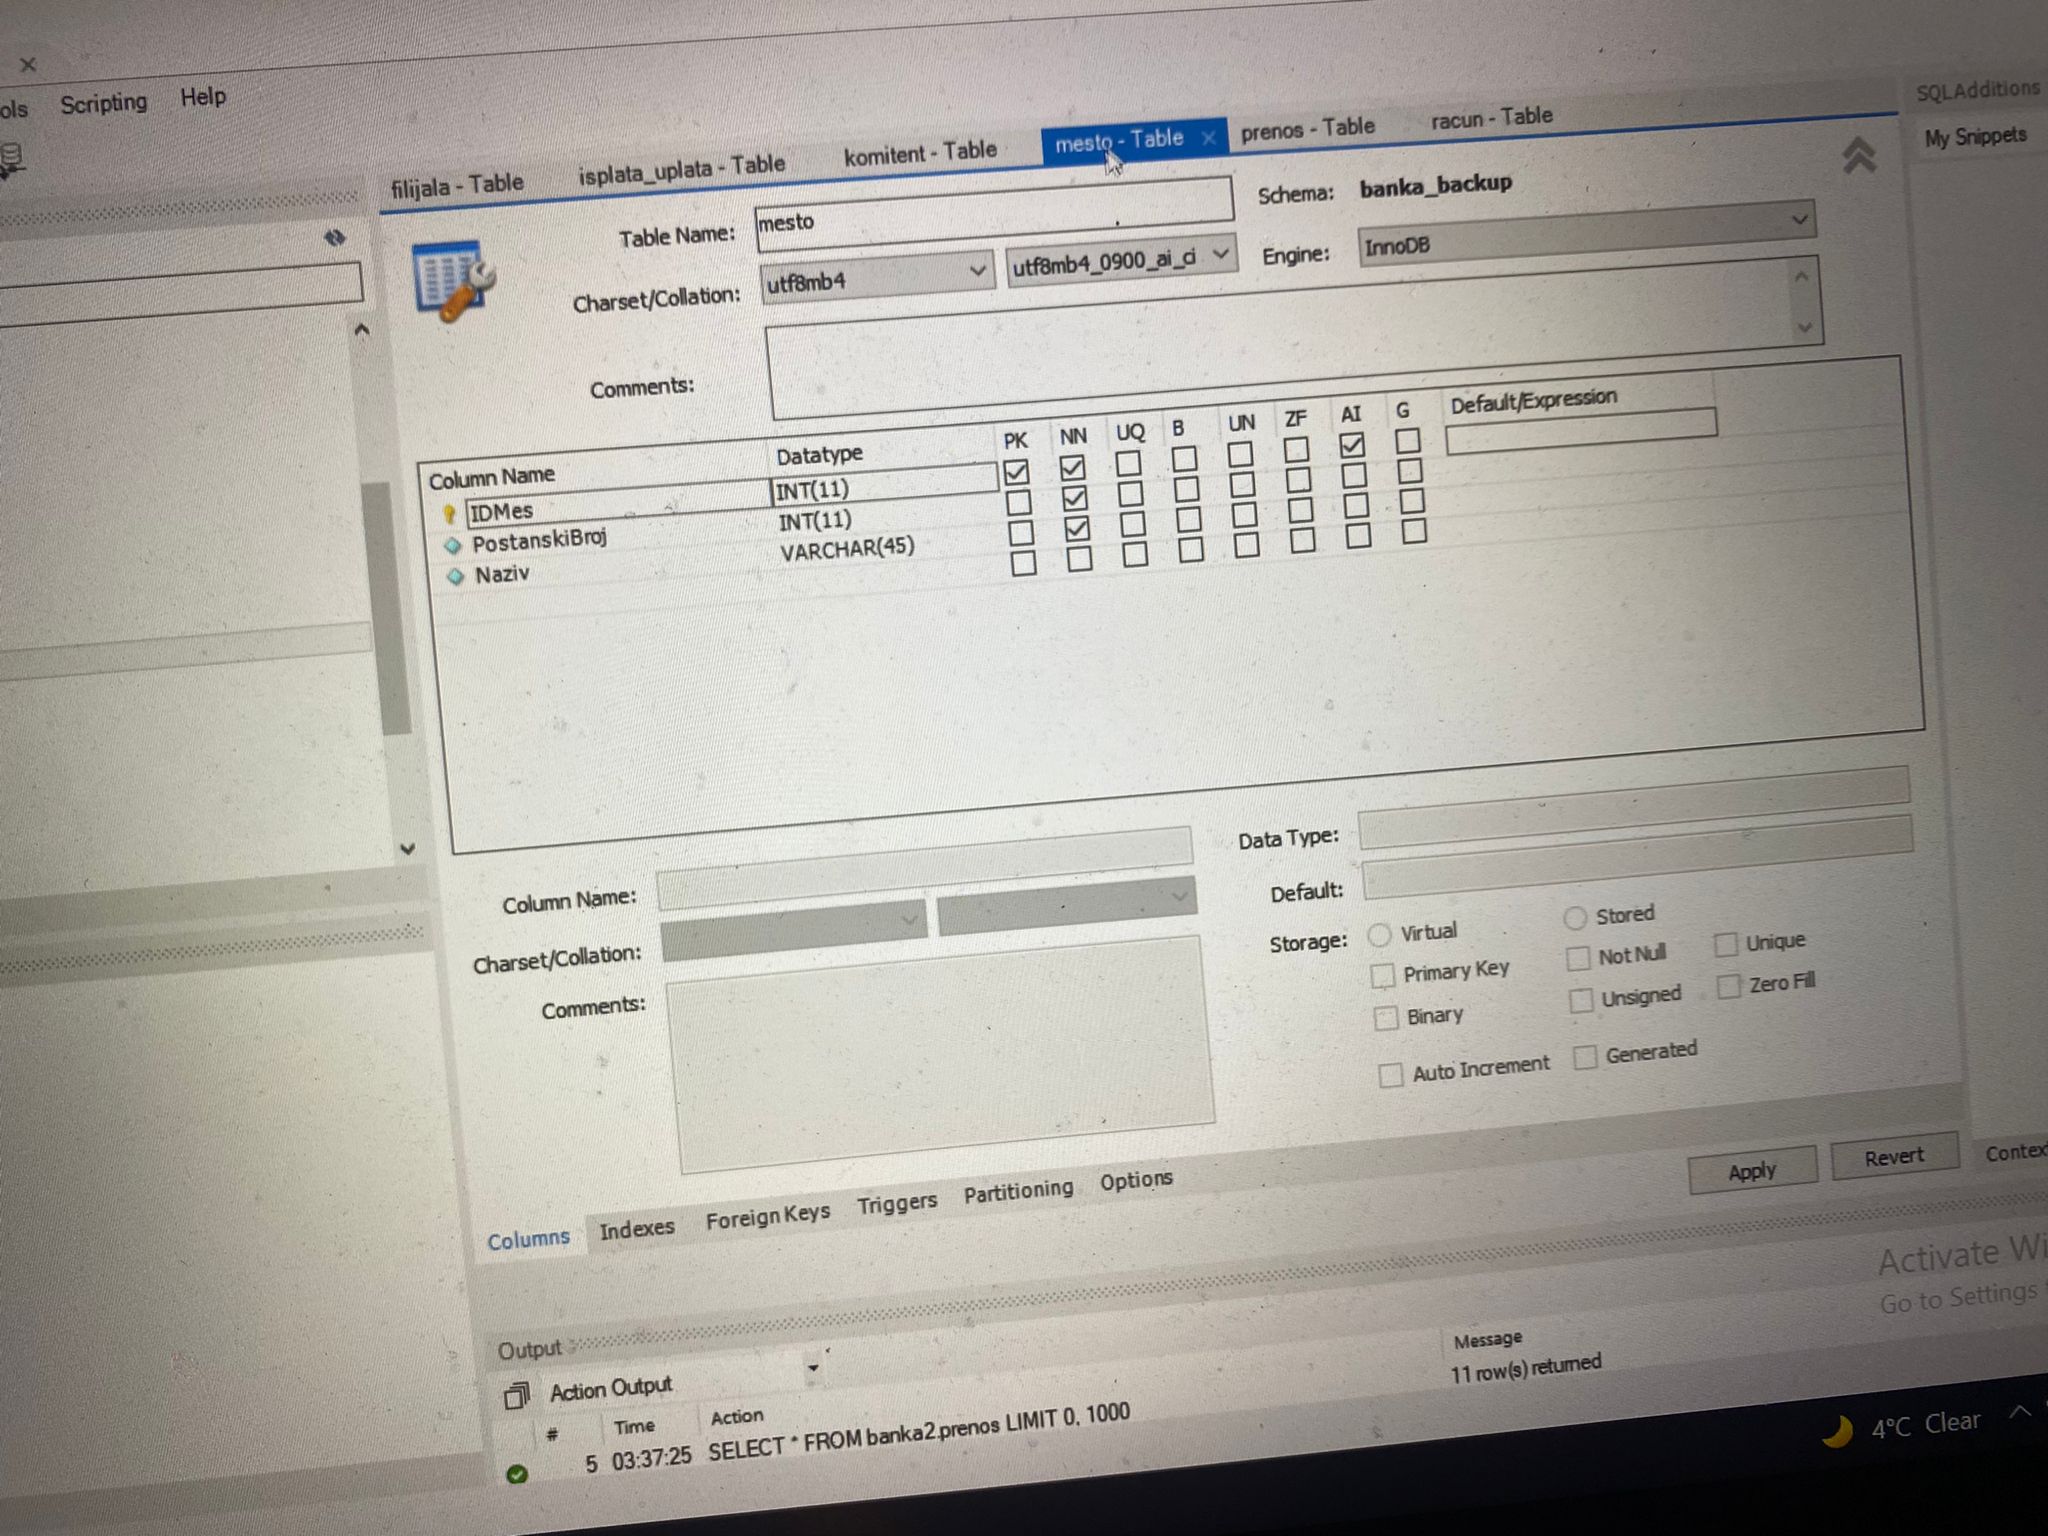 ols Scripting Help
SQLAdditions
My Snippets
filijala - Table isplata_uplata - Table komitent - Table mesto - Table prenos - Table racun - Table
Table Name: mesto Schema: banka_backup
Charset/Collation: utf8mb4 utf8mb4_0900_ai_ci Engine: InnoDB
Comments:
Column Name Datatype PK NN UQ B UN ZF AI G Default/Expression
IDMes INT(11)
PostanskiBroj INT(11)
Naziv VARCHAR(45)
Column Name: Data Type:
Charset/Collation: Default:
Comments: Storage: Virtual Stored
Primary Key Not Null Unique
Binary Unsigned Zero Fill
Auto Increment Generated
Apply Revert Contex
Columns Indexes Foreign Keys Triggers Partitioning Options
Activate Wi
Go to Settings
Output
Action Output
# Time Action Message
5 03:37:25 SELECT * FROM banka2.prenos LIMIT 0, 1000 11 row(s) returned
4°C Clear